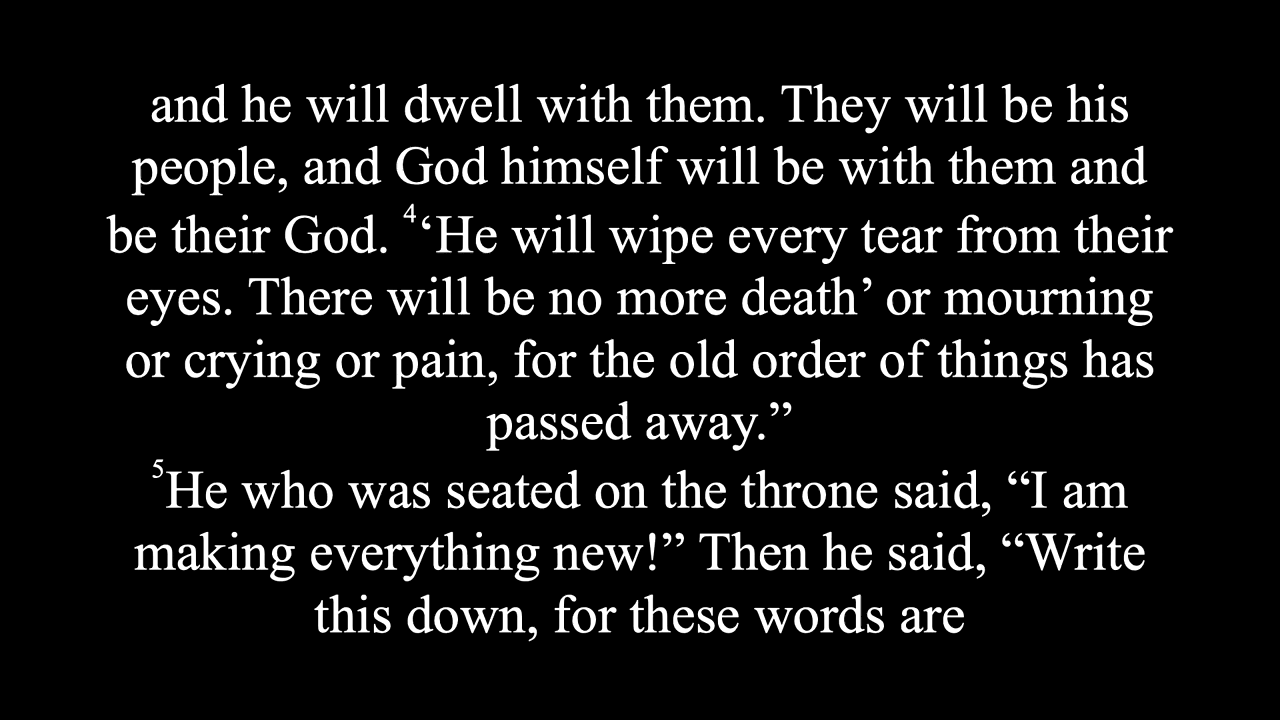 and he will dwell with them. They will be his
people, and God himself will be with them and
be their God. ⁴‘He will wipe every tear from their
eyes. There will be no more death’ or mourning
or crying or pain, for the old order of things has
passed away.”
⁵He who was seated on the throne said, “I am
making everything new!” Then he said, “Write
this down, for these words are